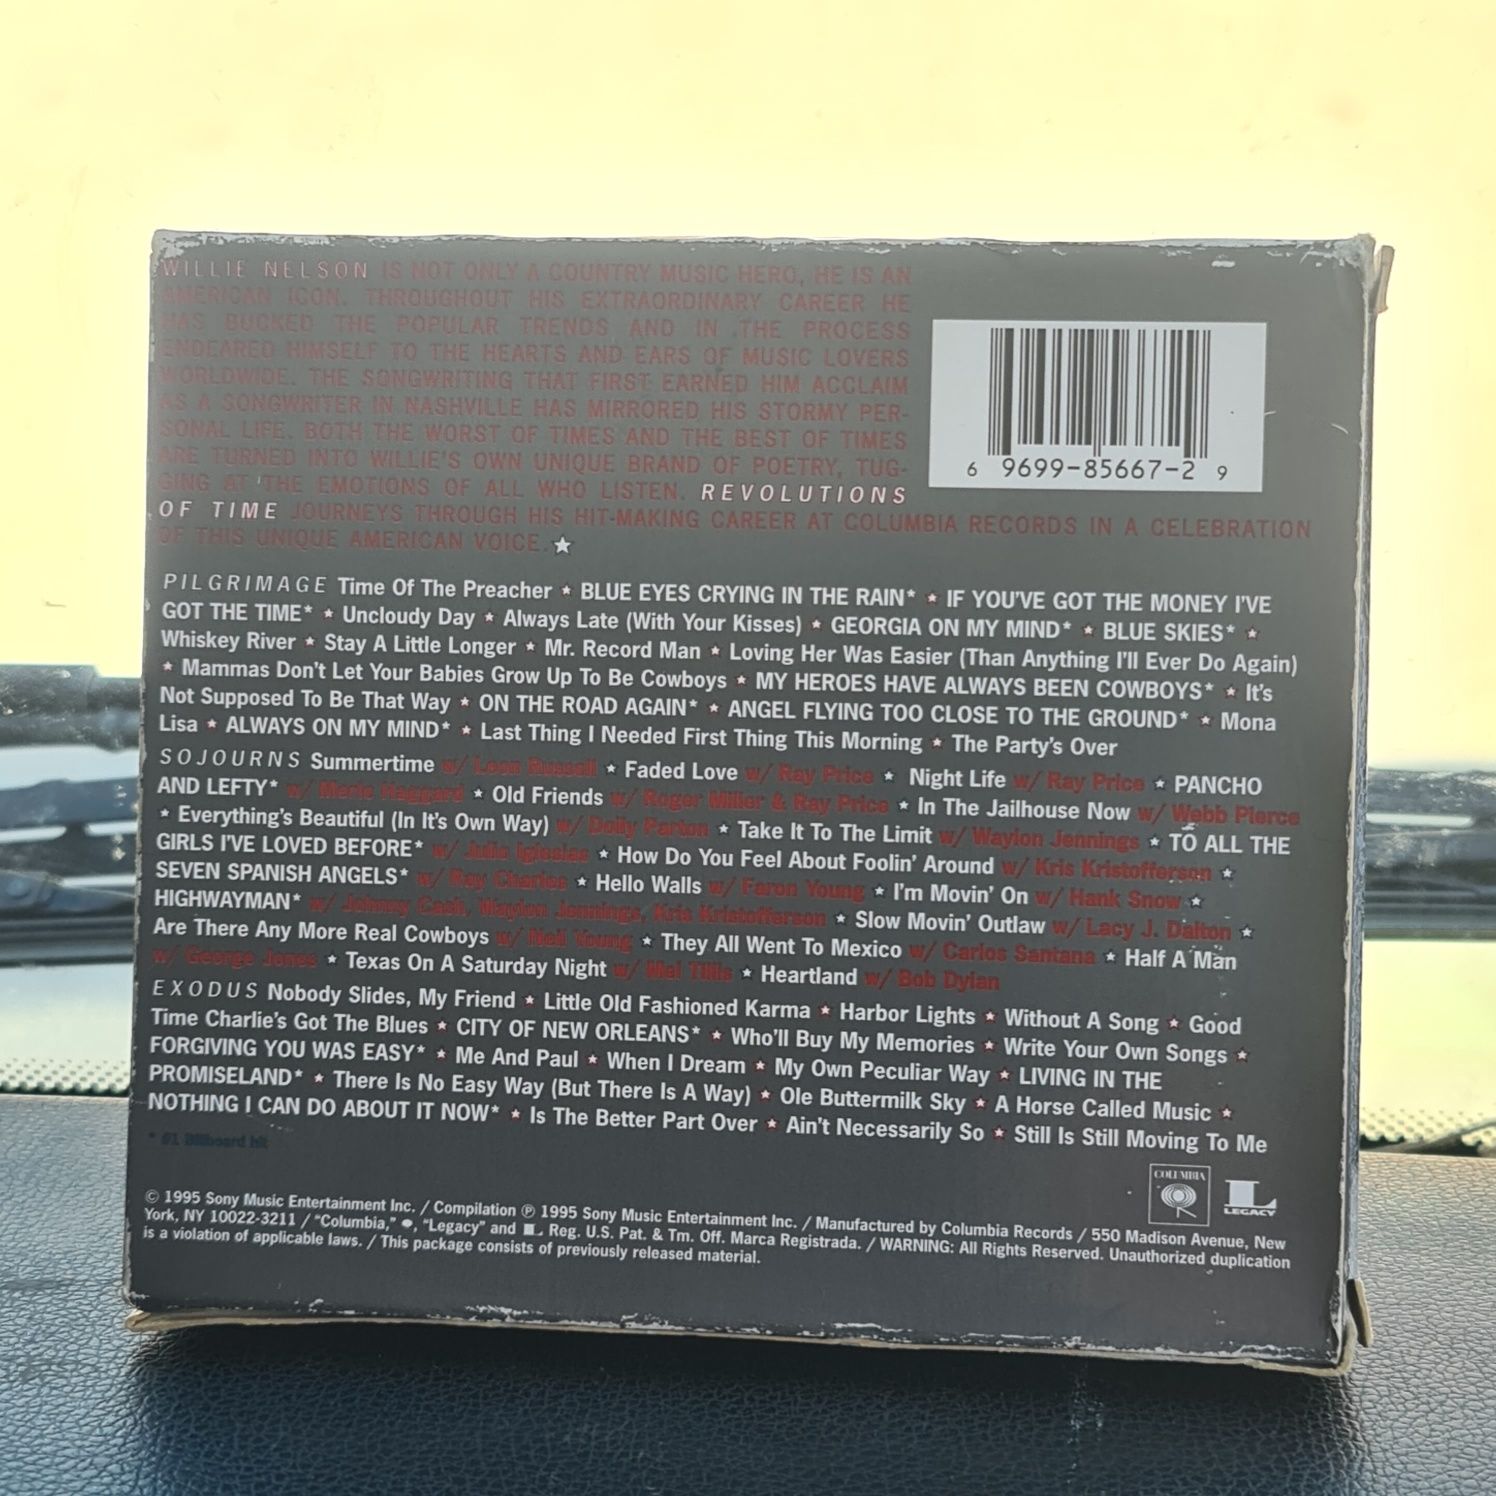 WILLIE NELSON IS NOT ONLY A COUNTRY MUSIC HERO, HE IS AN
AMERICAN ICON. THROUGHOUT HIS EXTRAORDINARY CAREER HE
HAS BUCKED THE POPULAR TRENDS AND IN THE PROCESS
ENDEARED HIMSELF TO THE HEARTS AND EARS OF MUSIC LOVERS
WORLDWIDE. THE SONGWRITING THAT FIRST EARNED HIM ACCLAIM
AS A SONGWRITER IN NASHVILLE HAS MIRRORED HIS STORMY PER-
SONAL LIFE. BOTH THE WORST OF TIMES AND THE BEST OF TIMES
ARE TURNED INTO WILLIE'S OWN UNIQUE BRAND OF POETRY, TUG-
GING AT THE EMOTIONS OF ALL WHO LISTEN. REVOLUTIONS
OF TIME JOURNEYS THROUGH HIS HIT-MAKING CAREER AT COLUMBIA RECORDS IN A CELEBRATION
OF THIS UNIQUE AMERICAN VOICE. ★
6 9699-85667-2 9
PILGRIMAGE Time Of The Preacher ★ BLUE EYES CRYING IN THE RAIN* ★ IF YOU'VE GOT THE MONEY I'VE
GOT THE TIME* ★ Uncloudy Day ★ Always Late (With Your Kisses) ★ GEORGIA ON MY MIND* ★ BLUE SKIES* ★
Whiskey River ★ Stay A Little Longer ★ Mr. Record Man ★ Loving Her Was Easier (Than Anything I'll Ever Do Again)
★ Mammas Don't Let Your Babies Grow Up To Be Cowboys ★ MY HEROES HAVE ALWAYS BEEN COWBOYS* ★ It's
Not Supposed To Be That Way ★ ON THE ROAD AGAIN* ★ ANGEL FLYING TOO CLOSE TO THE GROUND* ★ Mona
Lisa ★ ALWAYS ON MY MIND* ★ Last Thing I Needed First Thing This Morning ★ The Party's Over
SOJOURNS Summertime w/ Leon Russell ★ Faded Love w/ Ray Price ★ Night Life w/ Ray Price ★ PANCHO
AND LEFTY* w/ Merle Haggard ★ Old Friends w/ Roger Miller & Ray Price ★ In The Jailhouse Now w/ Webb Pierce
★ Everything's Beautiful (In It's Own Way) w/ Dolly Parton ★ Take It To The Limit w/ Waylon Jennings ★ TO ALL THE
GIRLS I'VE LOVED BEFORE* w/ Julio Iglesias ★ How Do You Feel About Foolin' Around w/ Kris Kristofferson ★
SEVEN SPANISH ANGELS* w/ Ray Charles ★ Hello Walls w/ Faron Young ★ I'm Movin' On w/ Hank Snow ★
HIGHWAYMAN* w/ Johnny Cash, Waylon Jennings, Kris Kristofferson ★ Slow Movin' Outlaw w/ Lacy J. Dalton ★
Are There Any More Real Cowboys w/ Neil Young ★ They All Went To Mexico w/ Carlos Santana ★ Half A Man
w/ George Jones ★ Texas On A Saturday Night w/ Mel Tillis ★ Heartland w/ Bob Dylan
EXODUS Nobody Slides, My Friend ★ Little Old Fashioned Karma ★ Harbor Lights ★ Without A Song ★ Good
Time Charlie's Got The Blues ★ CITY OF NEW ORLEANS* ★ Who'll Buy My Memories ★ Write Your Own Songs ★
FORGIVING YOU WAS EASY* ★ Me And Paul ★ When I Dream ★ My Own Peculiar Way ★ LIVING IN THE
PROMISELAND* ★ There Is No Easy Way (But There Is A Way) ★ Ole Buttermilk Sky ★ A Horse Called Music ★
NOTHING I CAN DO ABOUT IT NOW* ★ Is The Better Part Over ★ Ain't Necessarily So ★ Still Is Still Moving To Me
* #1 Billboard hit
COLUMBIA
L
LEGACY
© 1995 Sony Music Entertainment Inc. / Compilation ℗ 1995 Sony Music Entertainment Inc. / Manufactured by Columbia Records / 550 Madison Avenue, New
York, NY 10022-3211 / "Columbia," , "Legacy" and L Reg. U.S. Pat. & Tm. Off. Marca Registrada. / WARNING: All Rights Reserved. Unauthorized duplication
is a violation of applicable laws. / This package consists of previously released material.